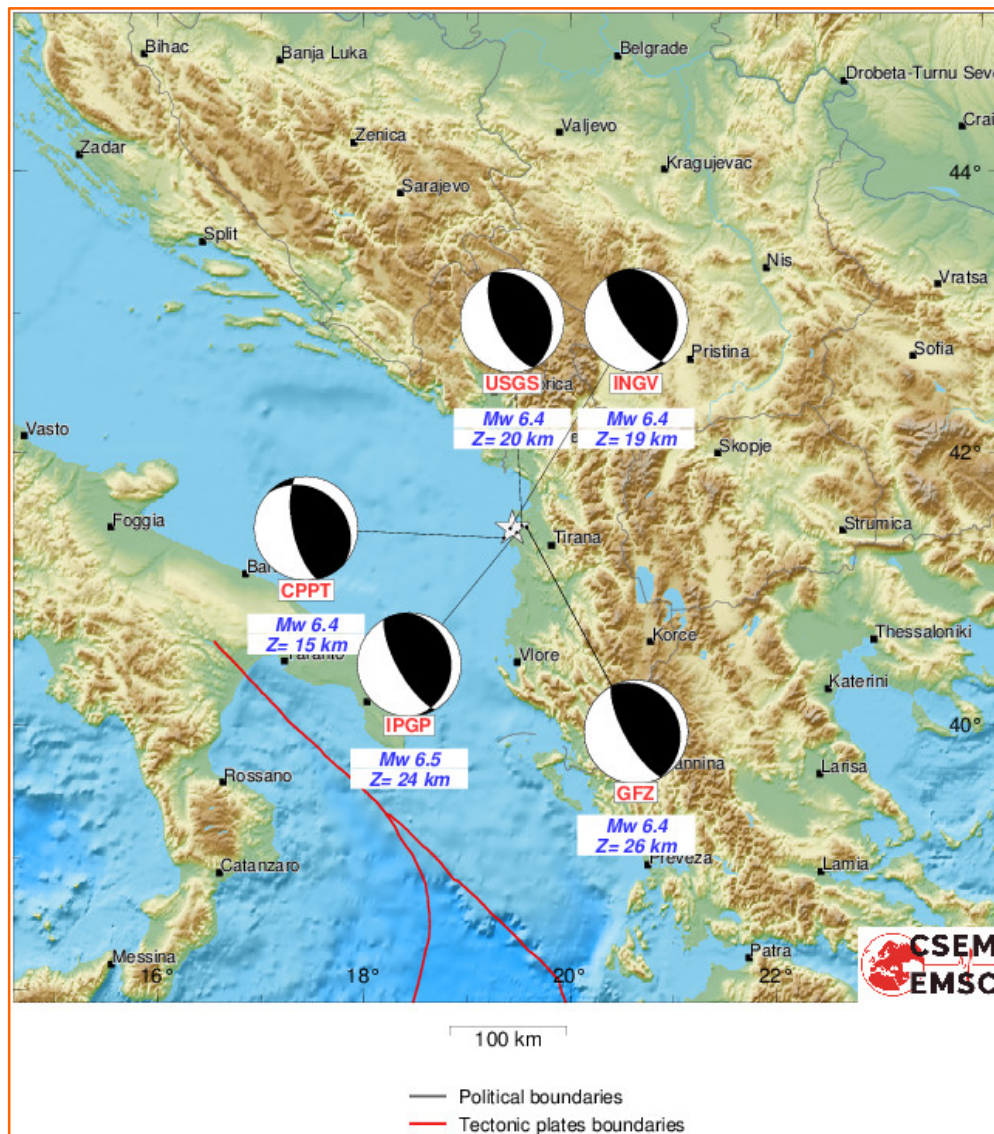 Bihac
Banja Luka
Belgrade
Drobeta-Turnu Seve
Crai
Valjevo
Zenica
Zadar
Kragujevac
44°
Sarajevo
Split
Nis
Vratsa
Pristina
Sofia
USGS
orica
INGV
Mw 6.4
Z= 20 km
Mw 6.4
Z= 19 km
Vasto
Skopje
42°
Foggia
Strumica
Tirana
Bar
CPPT
Mw 6.4
Z= 15 km
Korce
Thessaloniki
Taranto
Vlore
Katerini
IPGP
40°
Mw 6.5
Z= 24 km
annina
Larisa
Rossano
GFZ
Mw 6.4
Z= 26 km
Preveza
Lamia
Catanzaro
Messina
Patra
16°
18°
20°
22°
CSEM
EMSC
100 km
Political boundaries
Tectonic plates boundaries